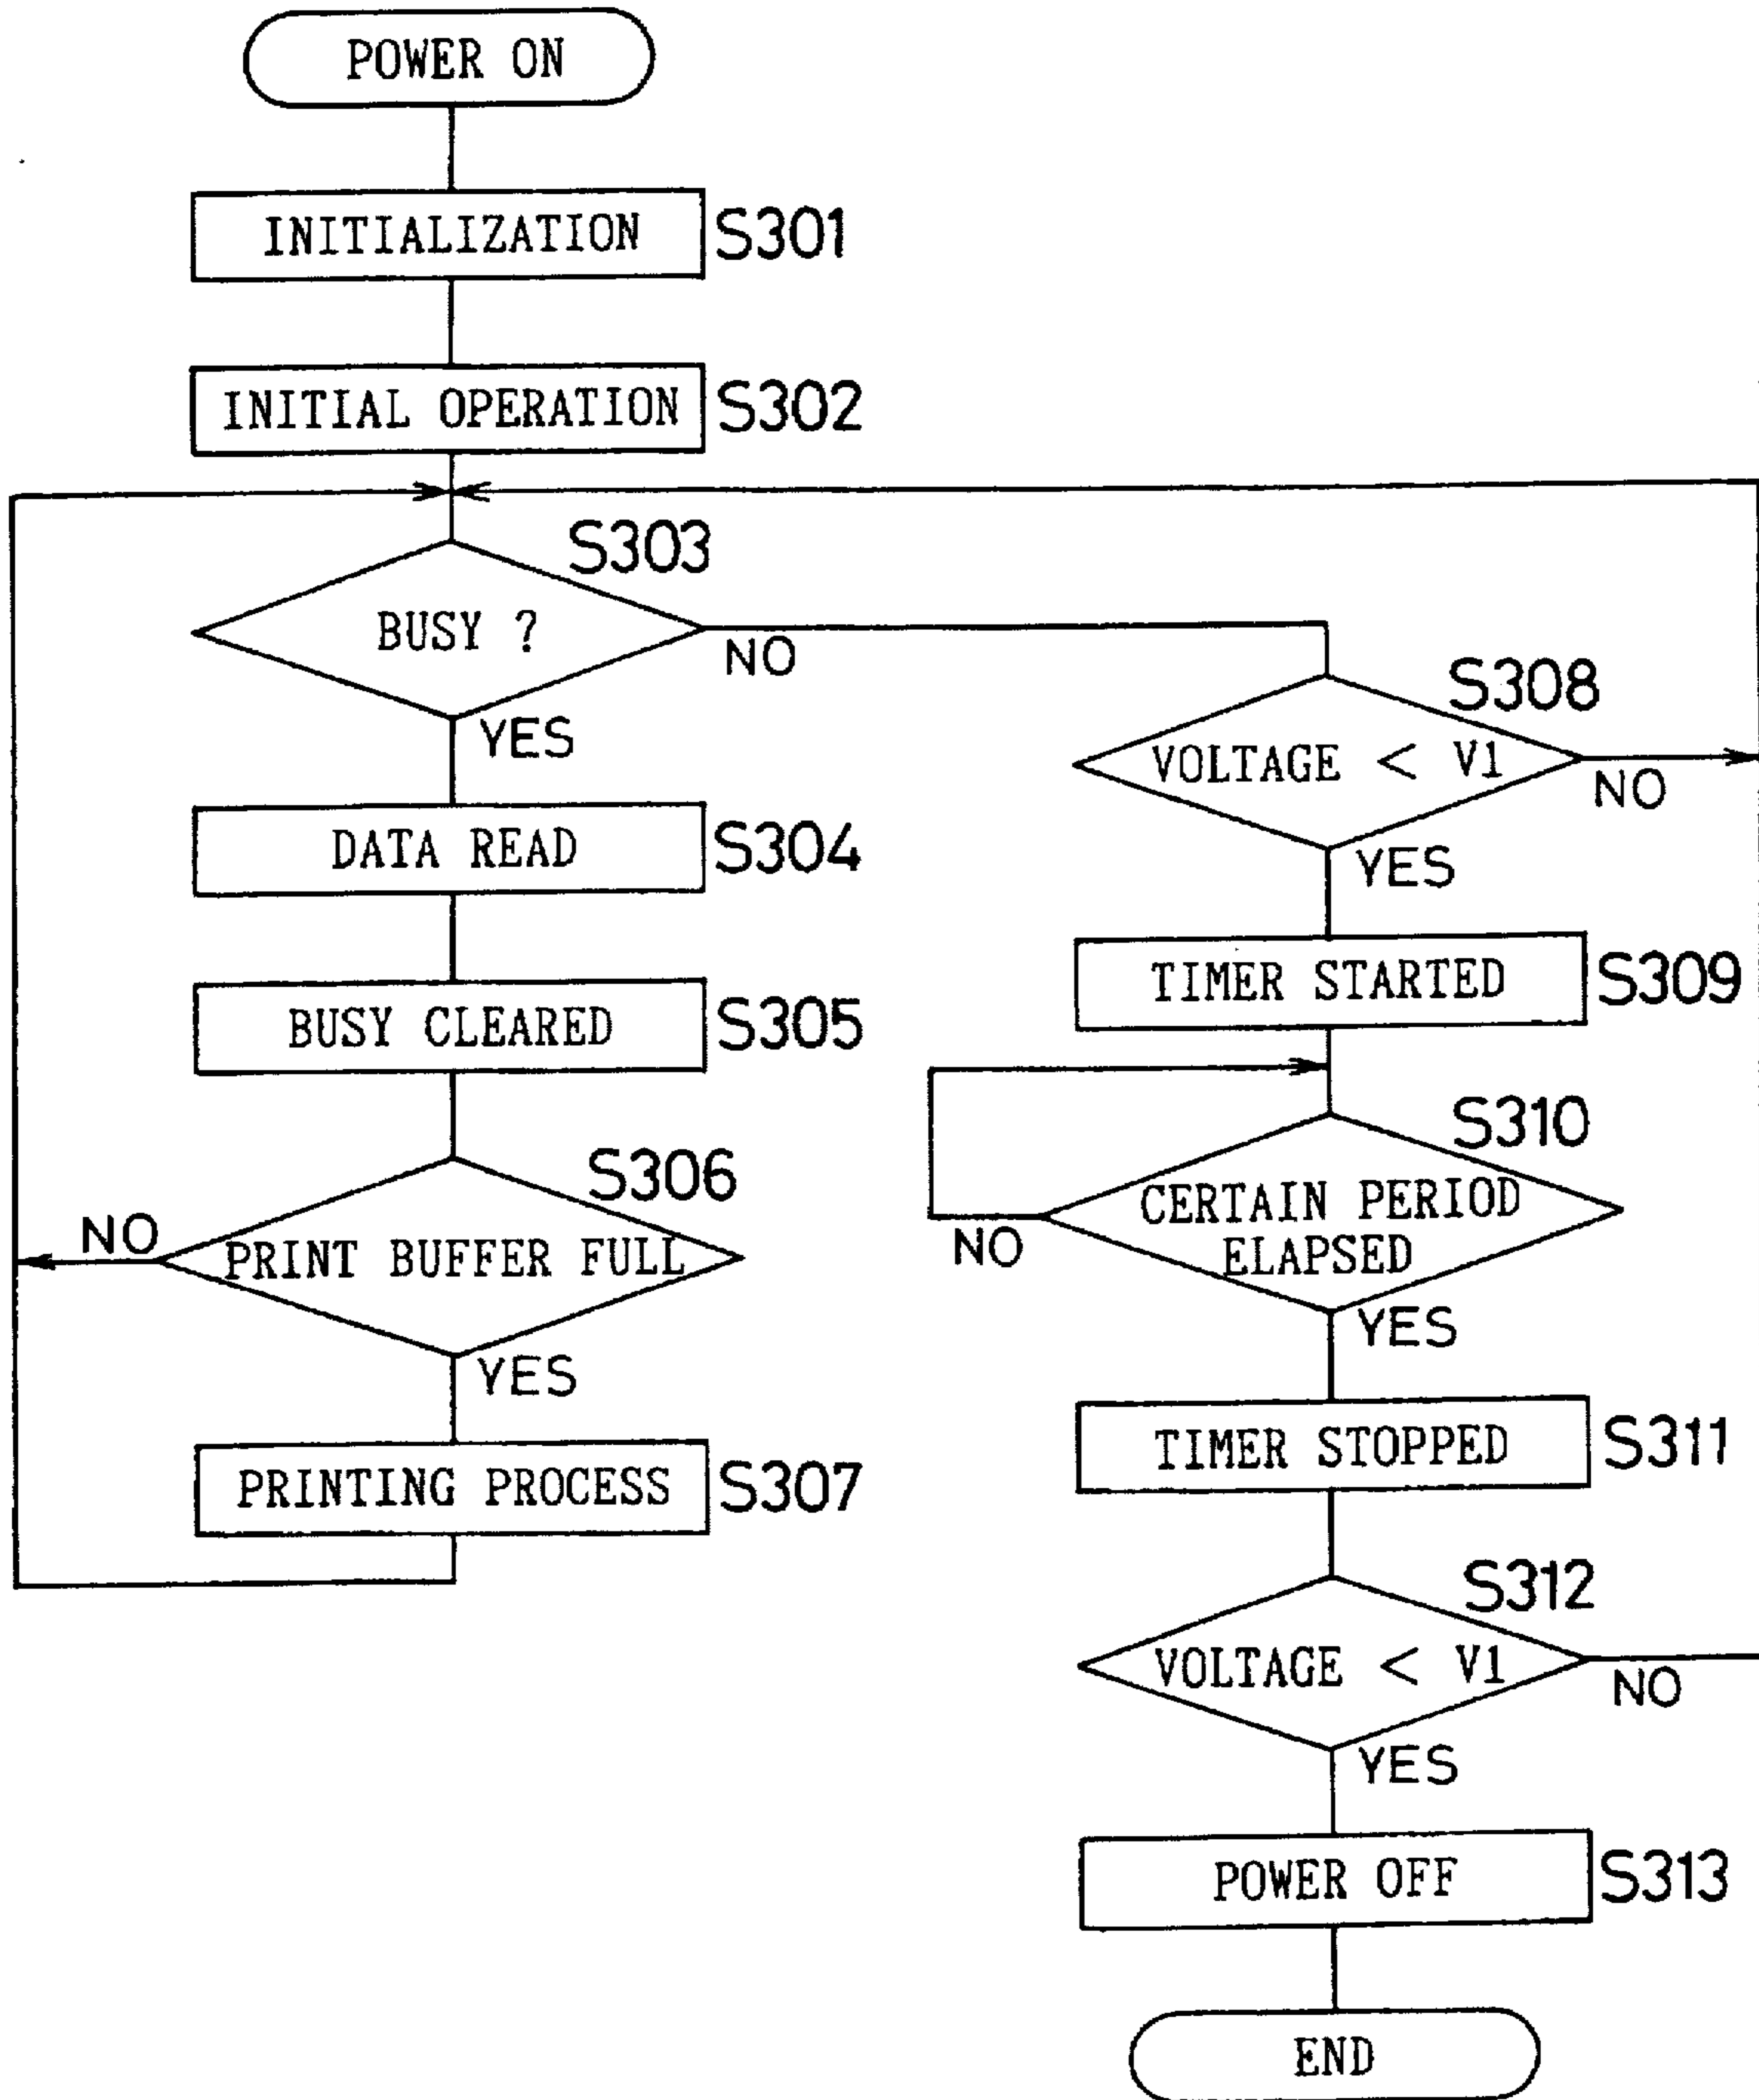 POWER ON
INITIALIZATION
S301
INITIAL OPERATION
S302
S303
BUSY ?
NO
YES
DATA READ
S304
BUSY CLEARED
S305
S306
NO
PRINT BUFFER FULL
YES
PRINTING PROCESS
S307
S308
VOLTAGE < V1
NO
YES
TIMER STARTED
S309
S310
CERTAIN PERIOD
ELAPSED
NO
YES
TIMER STOPPED
S311
S312
VOLTAGE < V1
NO
YES
POWER OFF
S313
END